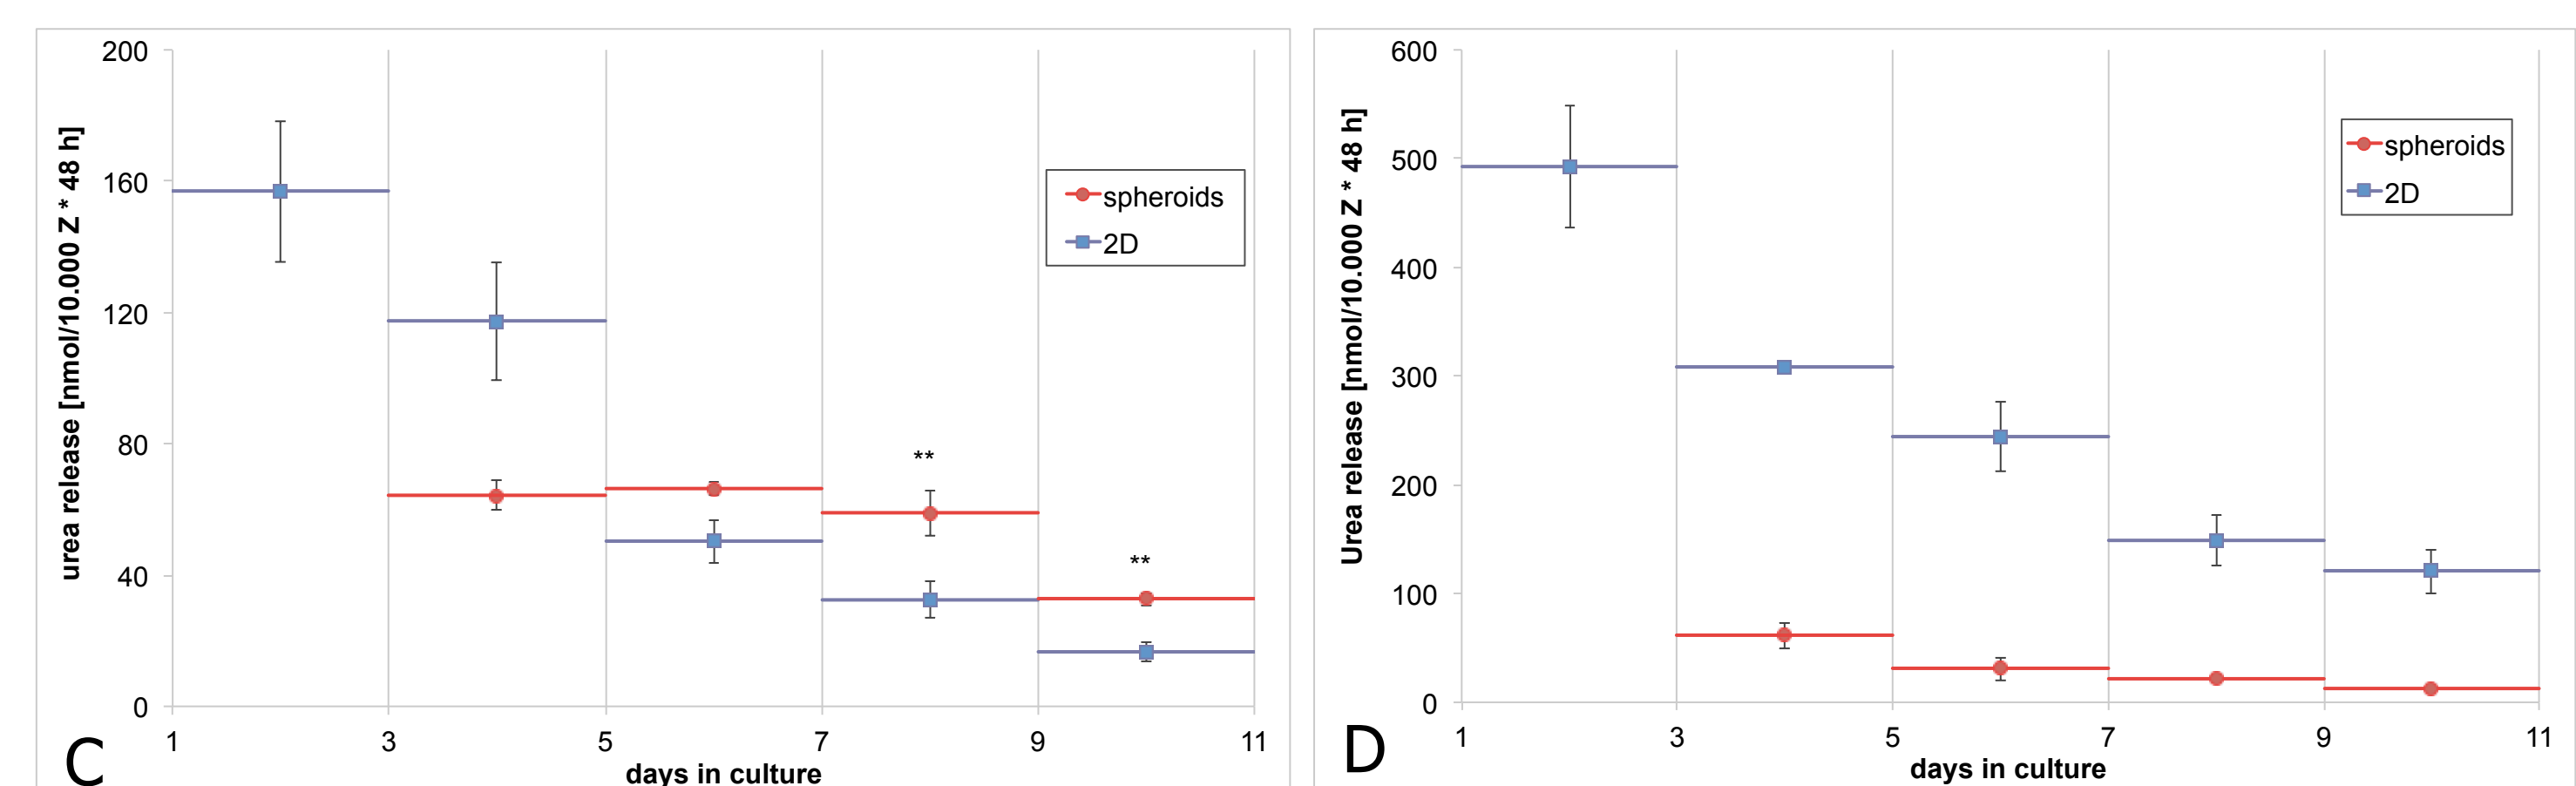 urea release [nmol/10.000 Z * 48 h]
200
160
120
80
40
0
**
**
spheroids
2D
1 3 5 7 9 11
days in culture
C
Urea release [nmol/10.000 Z * 48 h]
600
500
400
300
200
100
0
spheroids
2D
1 3 5 7 9 11
days in culture
D